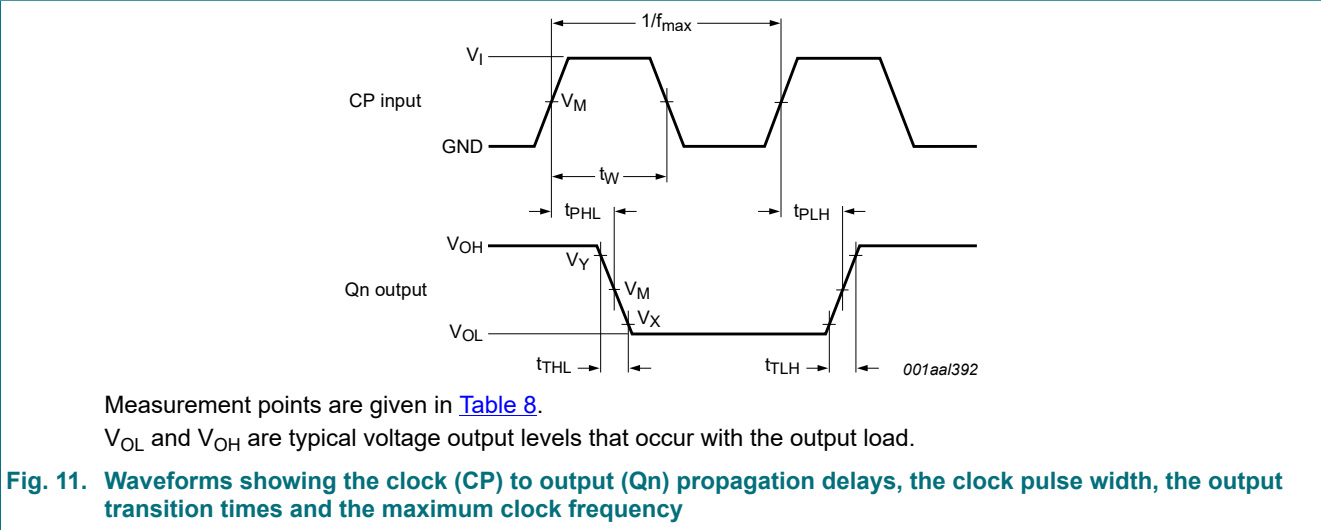 1/fmax
VI
CP input
VM
GND
tW
tPHL
tPLH
VOH
VY
Qn output
VM
VX
VOL
tTHL
tTLH
001aal392
Measurement points are given in Table 8.
VOL and VOH are typical voltage output levels that occur with the output load.
Fig. 11. Waveforms showing the clock (CP) to output (Qn) propagation delays, the clock pulse width, the output
transition times and the maximum clock frequency